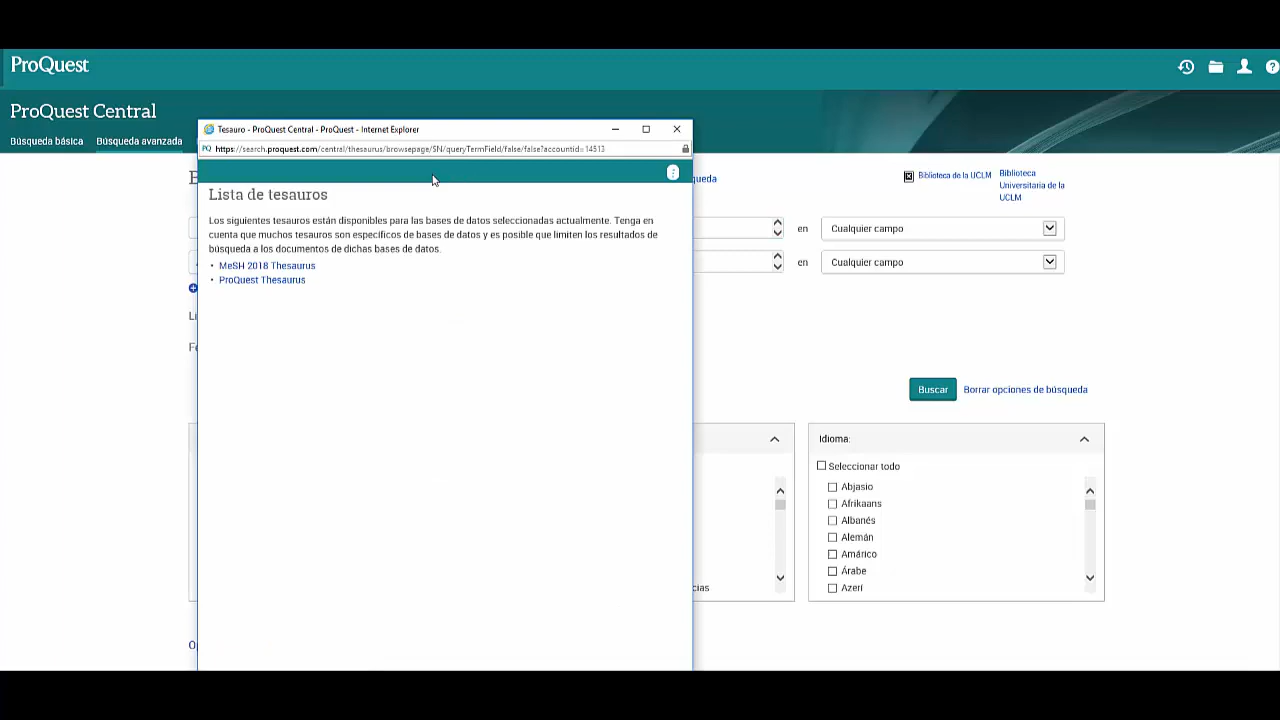 ProQuest
ProQuest Central
Búsqueda básica
Búsqueda avanzada
Tesauro - ProQuest Central - ProQuest - Internet Explorer
https://search.proquest.com/central/thesaurus/browsepage/SN/queryTermField/false/false?accountid=14513
Lista de tesauros
Los siguientes tesauros están disponibles para las bases de datos seleccionadas actualmente. Tenga en
cuenta que muchos tesauros son específicos de bases de datos y es posible que limiten los resultados de
búsqueda a los documentos de dichas bases de datos.
• MeSH 2018 Thesaurus
• ProQuest Thesaurus
queda
Biblioteca de la UCLM
Biblioteca
Universitaria de la
UCLM
en
Cualquier campo
en
Cualquier campo
Buscar
Borrar opciones de búsqueda
Idioma:
Seleccionar todo
Abjasio
Afrikaans
Albanés
Alemán
Amárico
Árabe
Azerí
cias